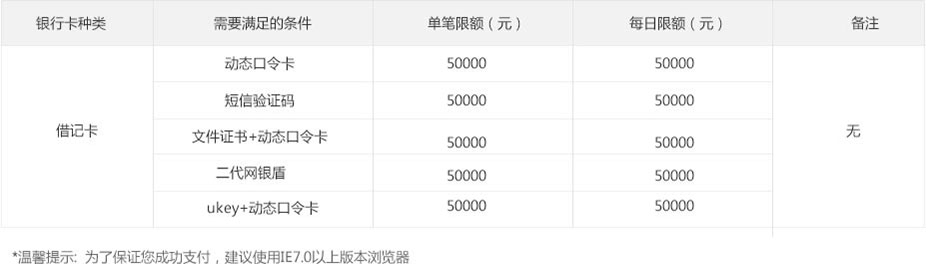 银行卡种类 需要满足的条件 单笔限额（元） 每日限额（元） 备注
动态口令卡 50000 50000
短信验证码 50000 50000
借记卡 文件证书+动态口令卡 50000 50000 无
二代网银盾 50000 50000
ukey+动态口令卡 50000 50000
*温馨提示: 为了保证您成功支付，建议使用IE7.0以上版本浏览器